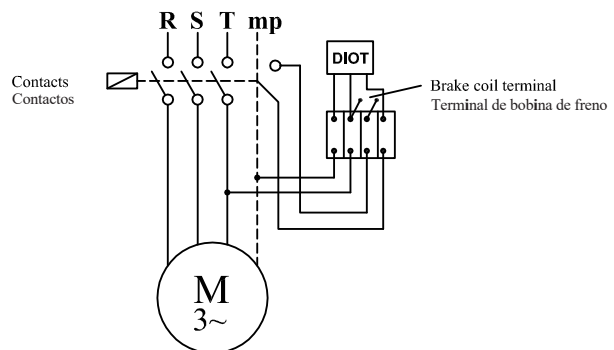 R S T mp
DIOT
Contacts
Contactos
Brake coil terminal
Terminal de bobina de freno
M
3~